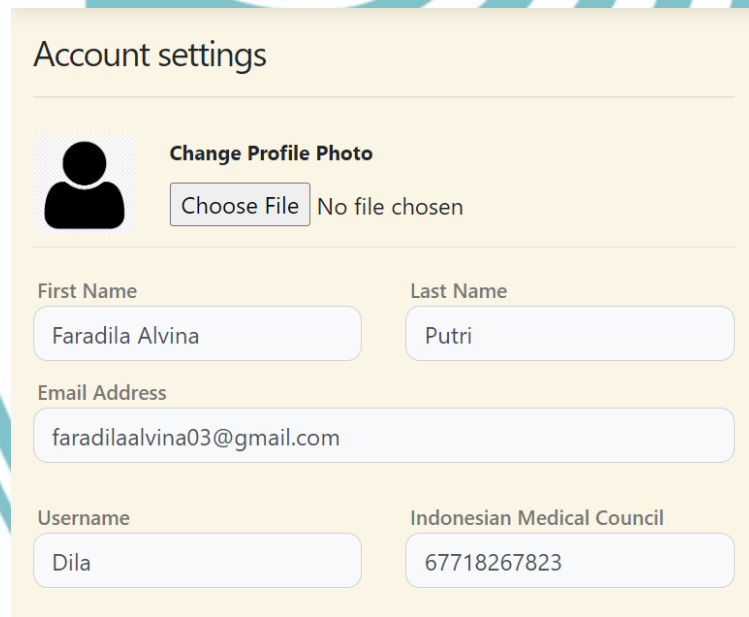 Account settings
Change Profile Photo
Choose File No file chosen
First Name Last Name
Faradila Alvina Putri
Email Address
faradilaalvina03@gmail.com
Username Indonesian Medical Council
Dila 67718267823